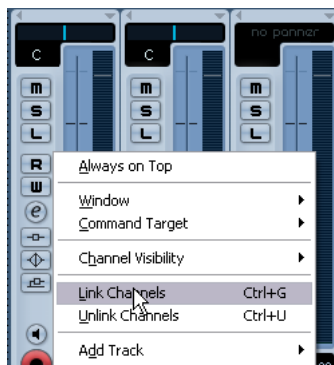 no panner
C C
m m m
S S S
L L L
R
W
e
Always on Top
Window
Command Target
Channel Visibility
Link Channels Ctrl+G
Unlink Channels Ctrl+U
Add Track